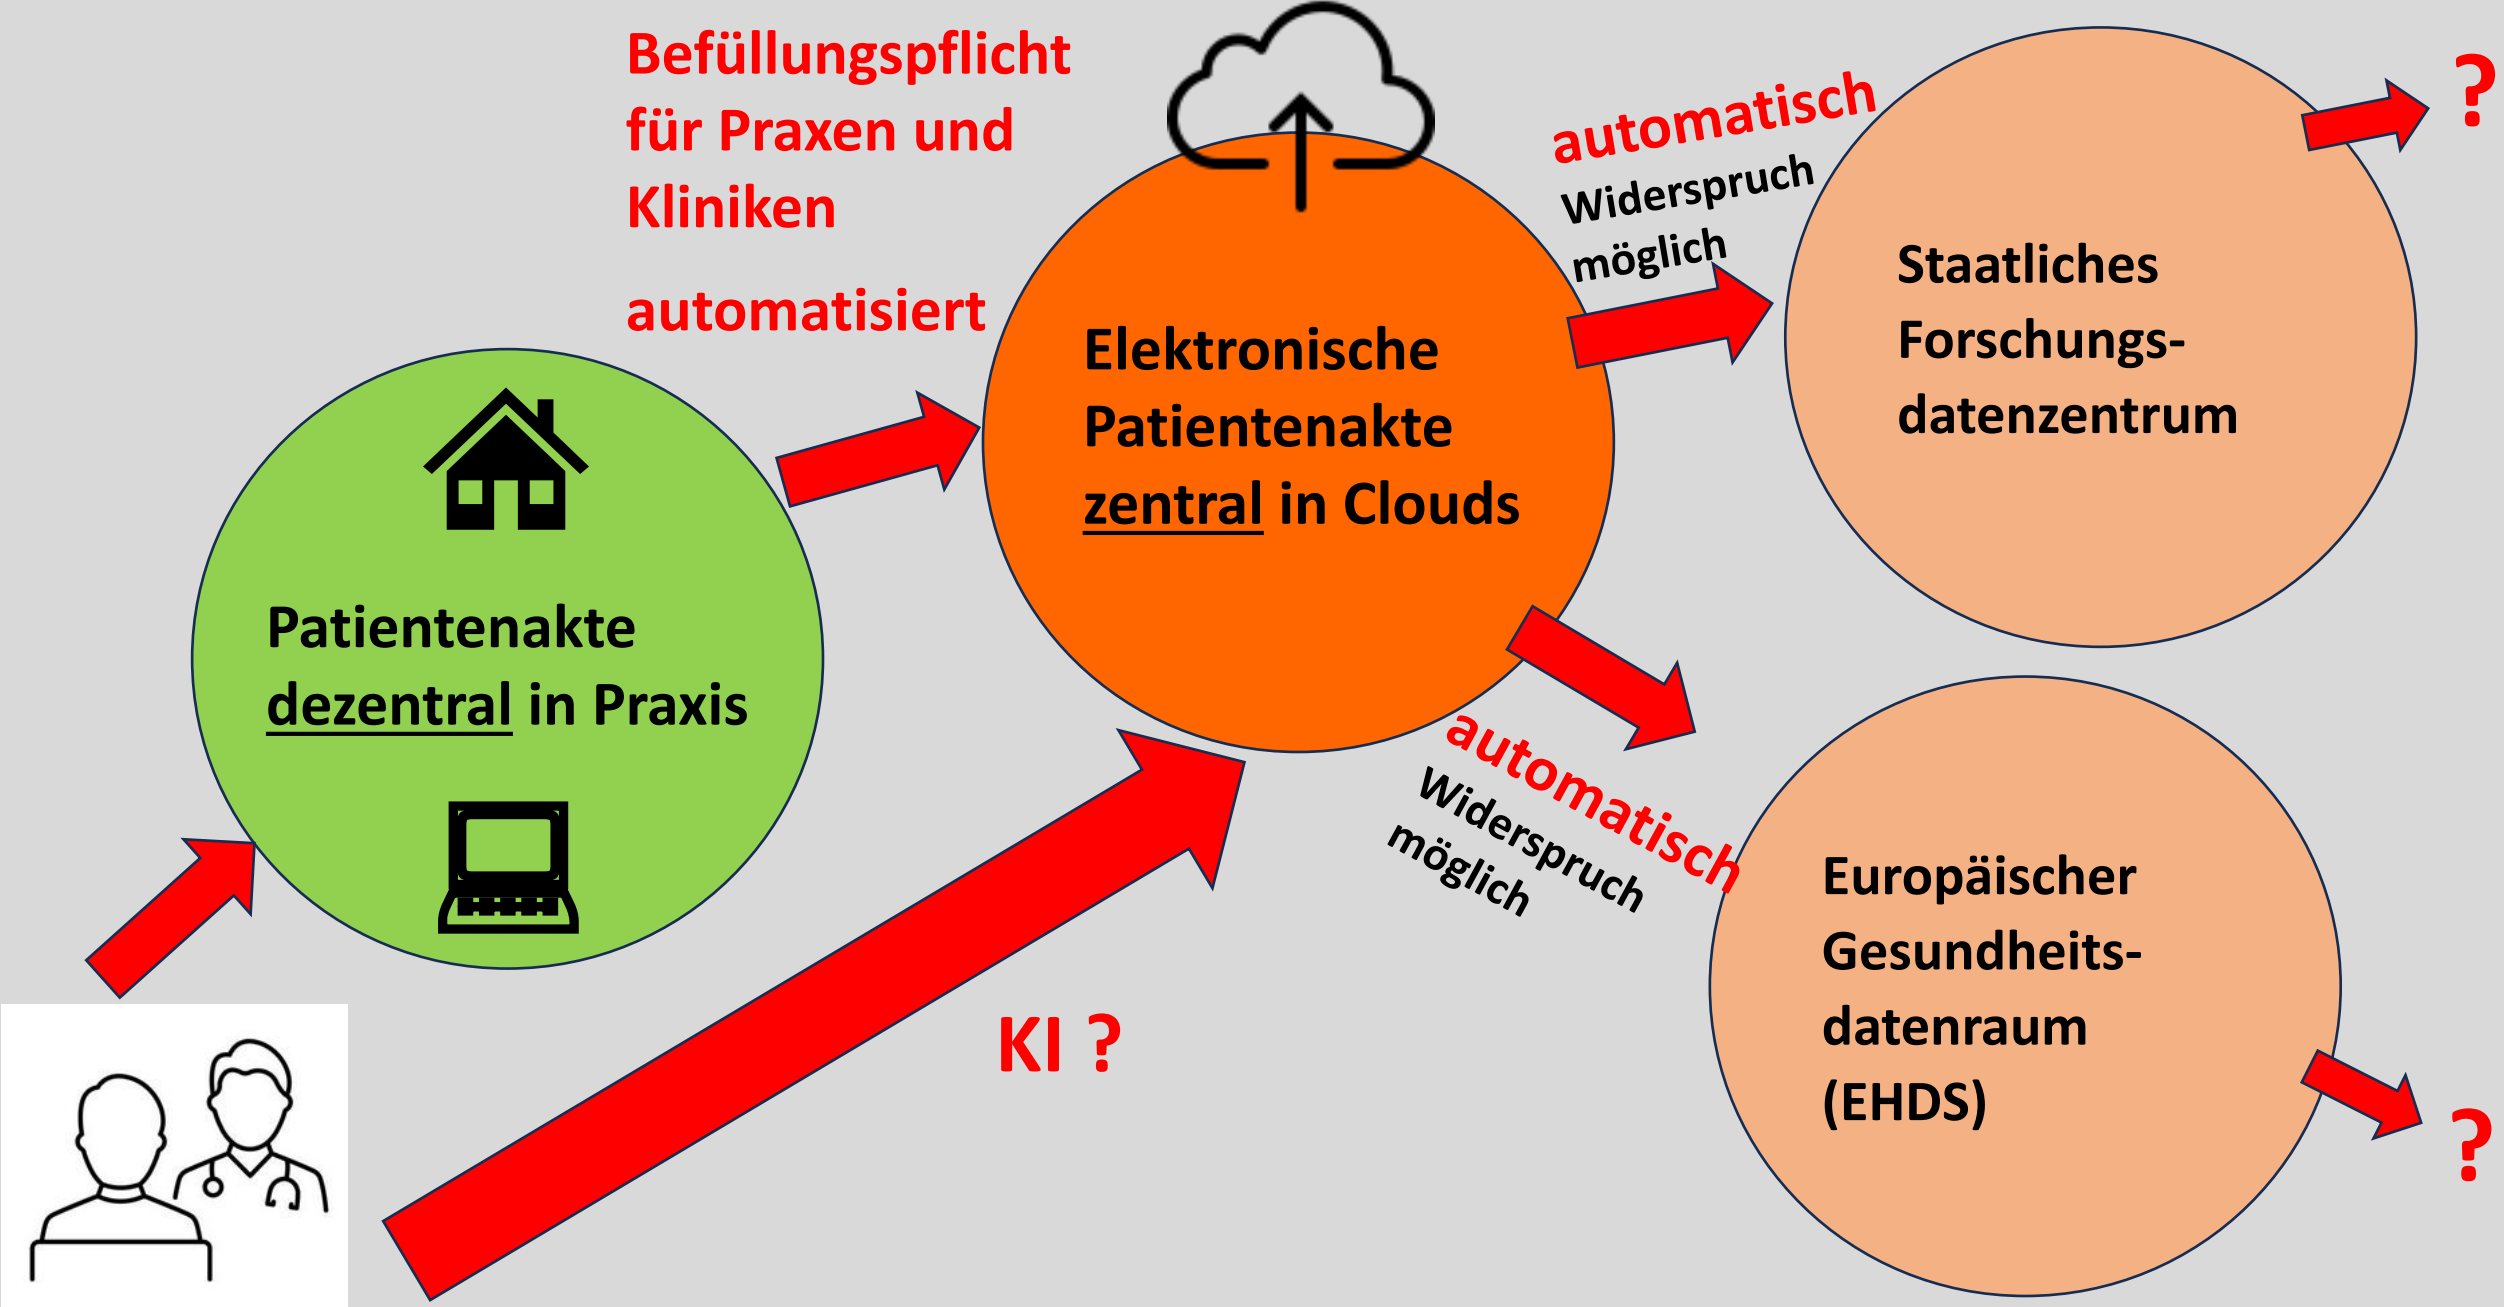 Befüllungspflicht
für Praxen und
Kliniken
automatisiert
Patientenakte
dezentral in Praxis
Elektronische
Patientenakte
zentral in Clouds
automatisch
Widerspruch
möglich
Staatliches
Forschungs-
datenzentrum
?
automatisch
Widerspruch
möglich
Europäischer
Gesundheits-
datenraum
(EHDS)
?
KI ?